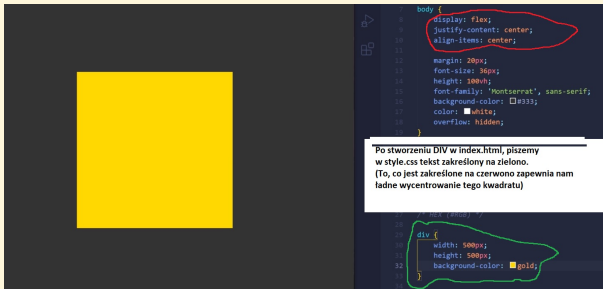 body {
display: flex;
justify-content: center;
align-items: center;
margin: 20px;
font-size: 36px;
height: 100vh;
font-family: 'Montserrat', sans-serif;
background-color: #333;
color: white;
overflow: hidden;
}
Po stworzeniu DIV w index.html, piszemy
w style.css tekst zakreślony na zielono.
(To, co jest zakreślone na czerwono zapewnia nam
ładne wycentrowanie tego kwadratu)
/* HEX (#RGB) */
div {
width: 500px;
height: 500px;
32 background-color: gold;
}